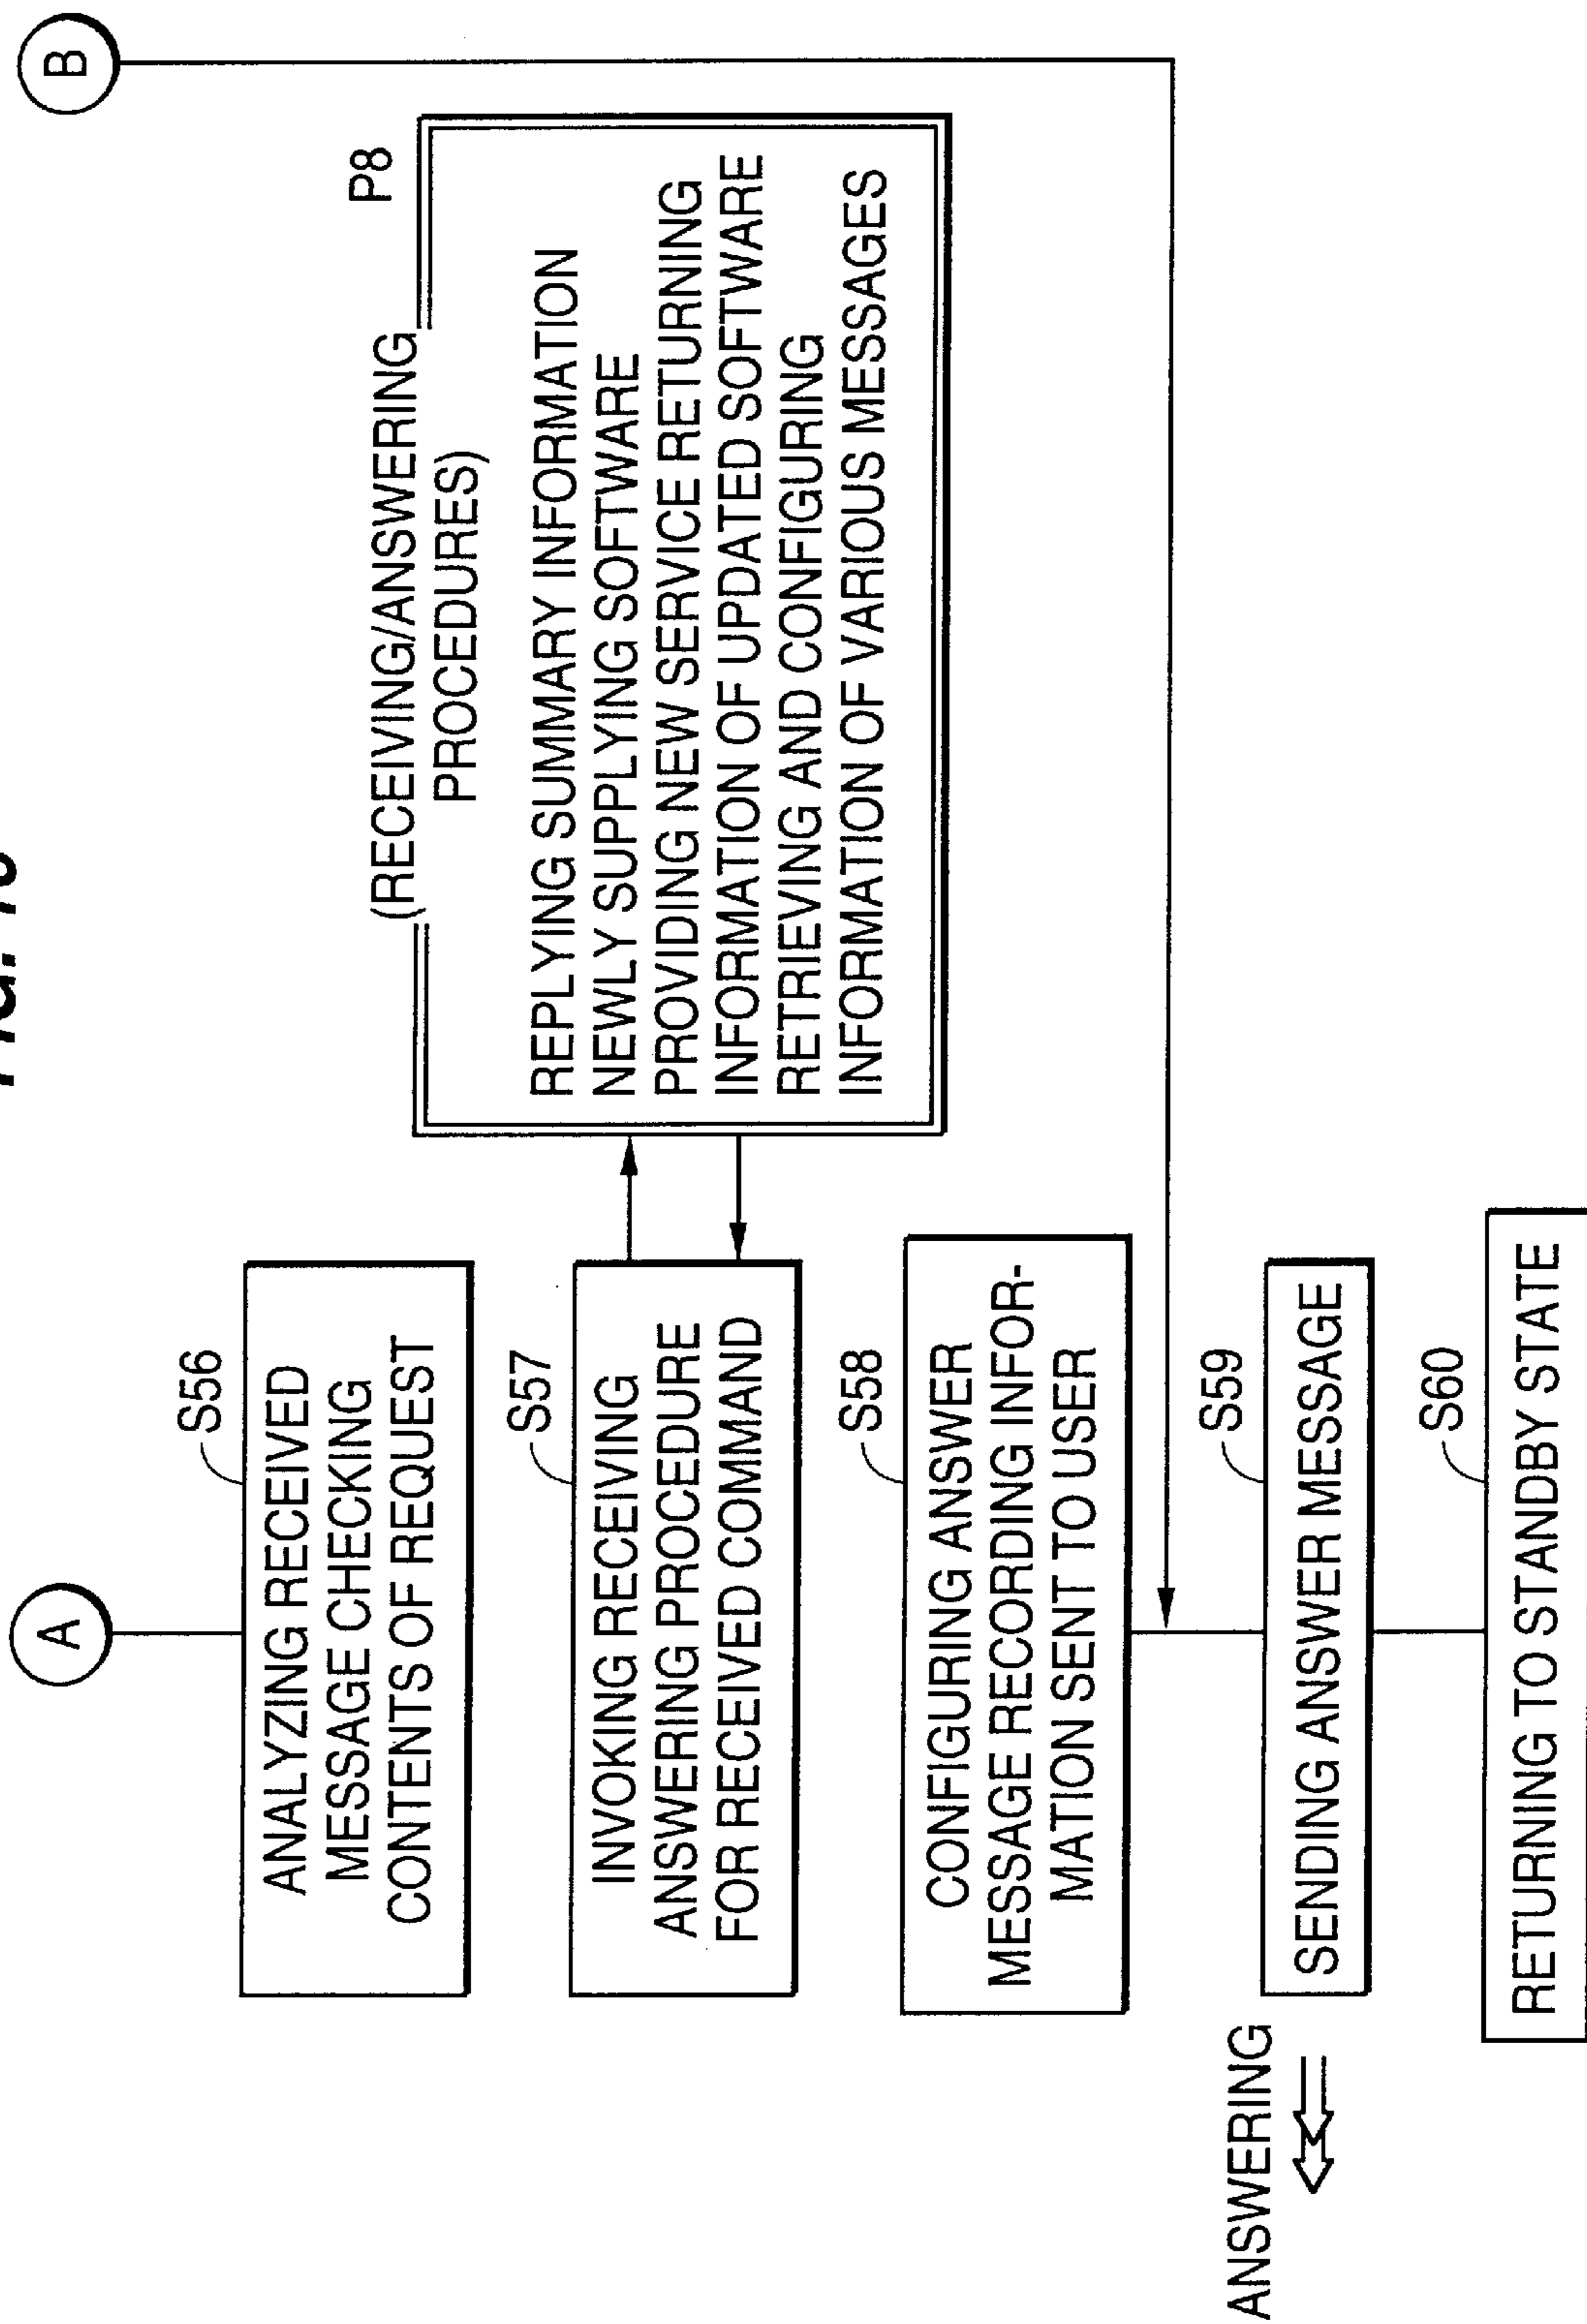 A
B
S56
ANALYZING RECEIVED
MESSAGE CHECKING
CONTENTS OF REQUEST
S57
INVOKING RECEIVING
ANSWERING PROCEDURE
FOR RECEIVED COMMAND
P8
(RECEIVING/ANSWERING
PROCEDURES)
REPLYING SUMMARY INFORMATION
NEWLY SUPPLYING SOFTWARE
PROVIDING NEW SERVICE RETURNING
INFORMATION OF UPDATED SOFTWARE
RETRIEVING AND CONFIGURING
INFORMATION OF VARIOUS MESSAGES
S58
CONFIGURING ANSWER
MESSAGE RECORDING INFOR-
MATION SENT TO USER
ANSWERING
S59
SENDING ANSWER MESSAGE
S60
RETURNING TO STANDBY STATE